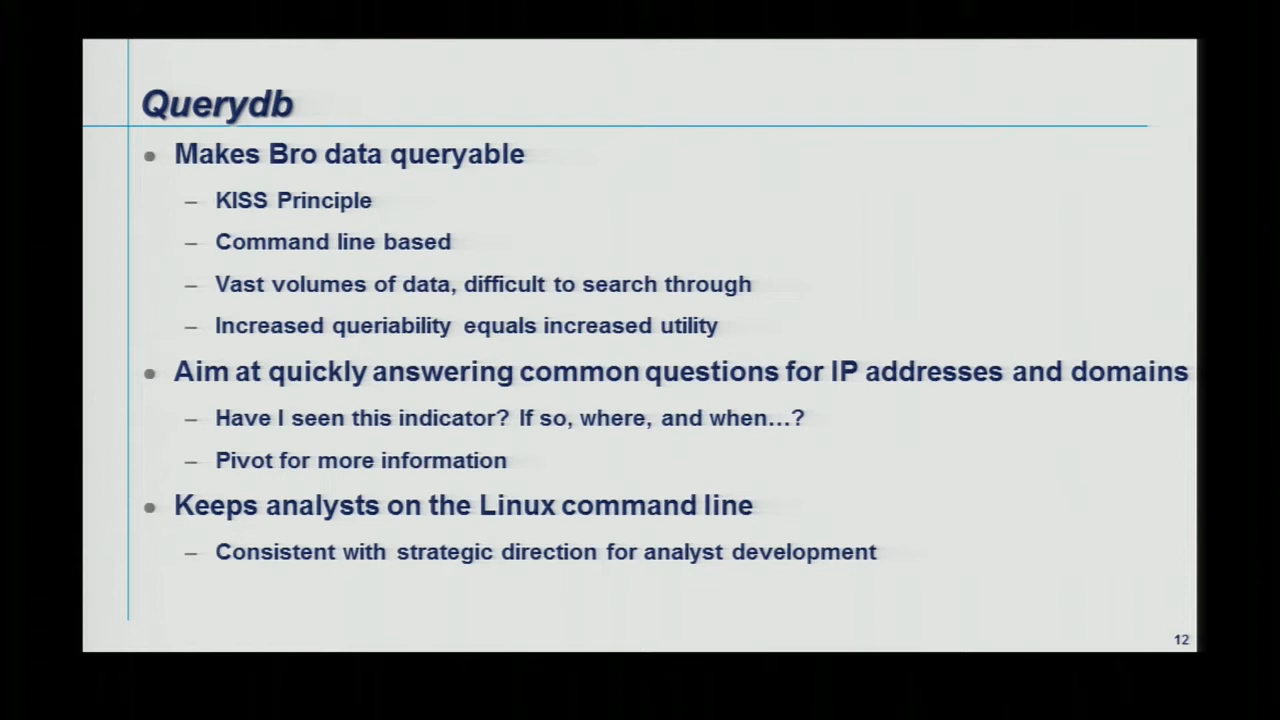 Querydb
• Makes Bro data queryable
– KISS Principle
– Command line based
– Vast volumes of data, difficult to search through
– Increased queriability equals increased utility
• Aim at quickly answering common questions for IP addresses and domains
– Have I seen this indicator? If so, where, and when…?
– Pivot for more information
• Keeps analysts on the Linux command line
– Consistent with strategic direction for analyst development
12